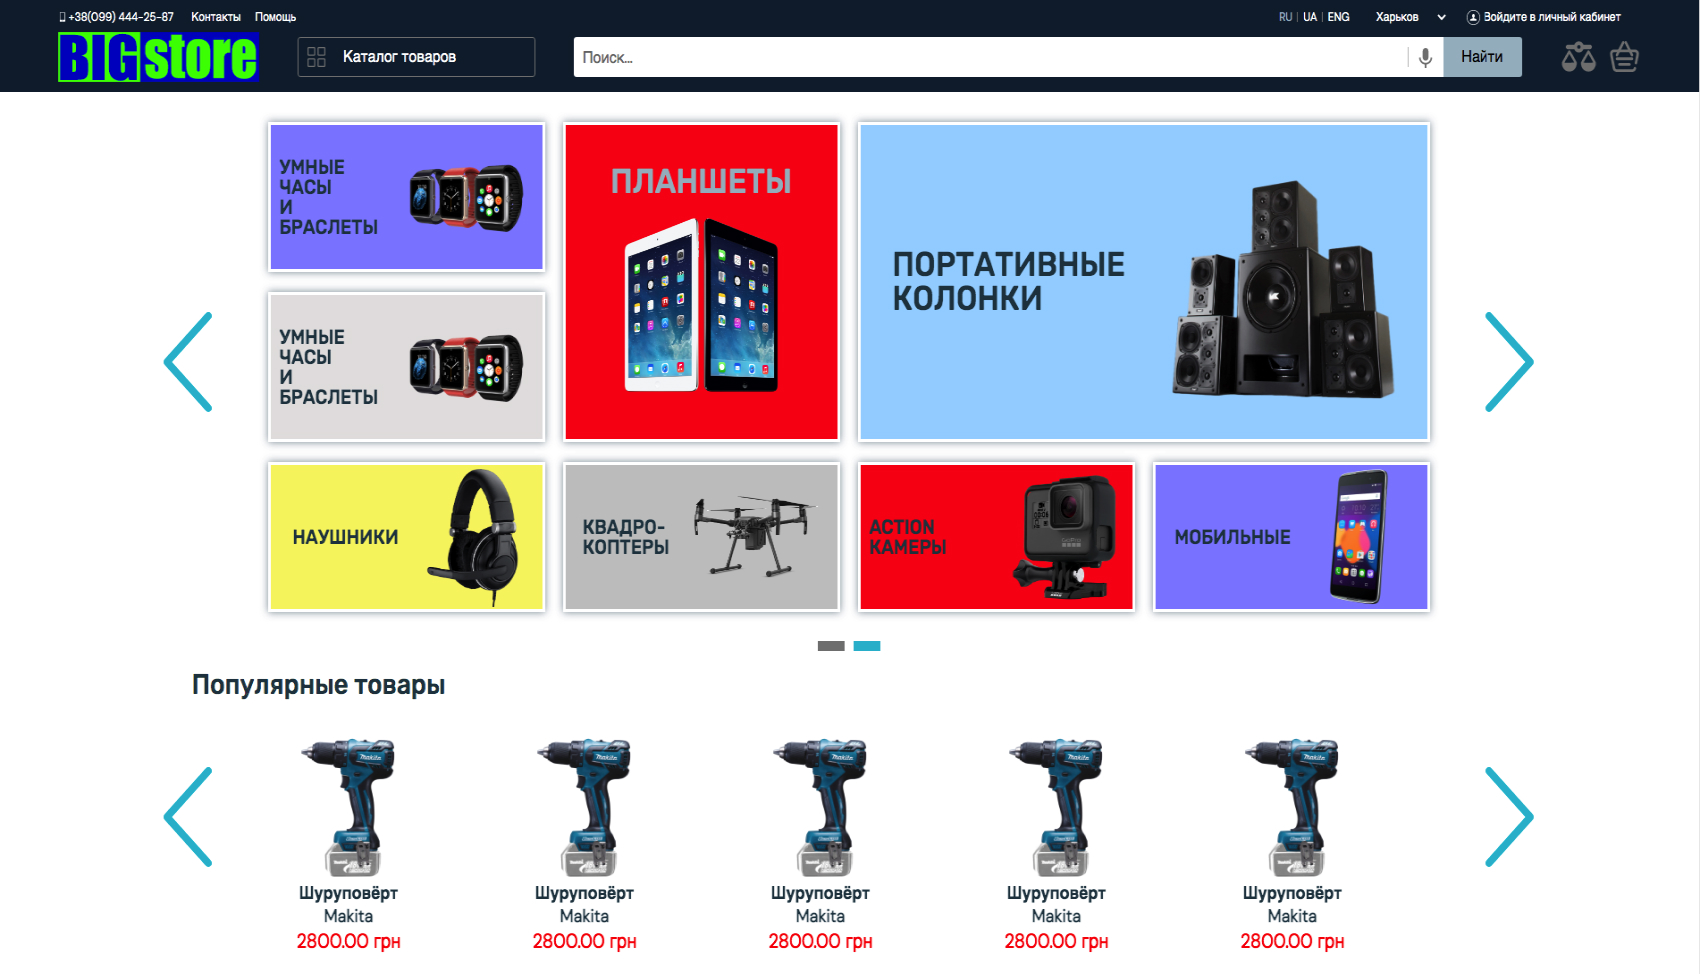 +38(099) 444-25-87 Контакты Помощь
RU | UA | ENG Харьков Войдите в личный кабинет
BIGstore
Каталог товаров
Поиск...
Найти
УМНЫЕ
ЧАСЫ
И
БРАСЛЕТЫ
ПЛАНШЕТЫ
ПОРТАТИВНЫЕ
КОЛОНКИ
УМНЫЕ
ЧАСЫ
И
БРАСЛЕТЫ
НАУШНИКИ
КВАДРО-
КОПТЕРЫ
ACTION
КАМЕРЫ
МОБИЛЬНЫЕ
Популярные товары
Шуруповёрт
Makita
2800.00 грн
Шуруповёрт
Makita
2800.00 грн
Шуруповёрт
Makita
2800.00 грн
Шуруповёрт
Makita
2800.00 грн
Шуруповёрт
Makita
2800.00 грн